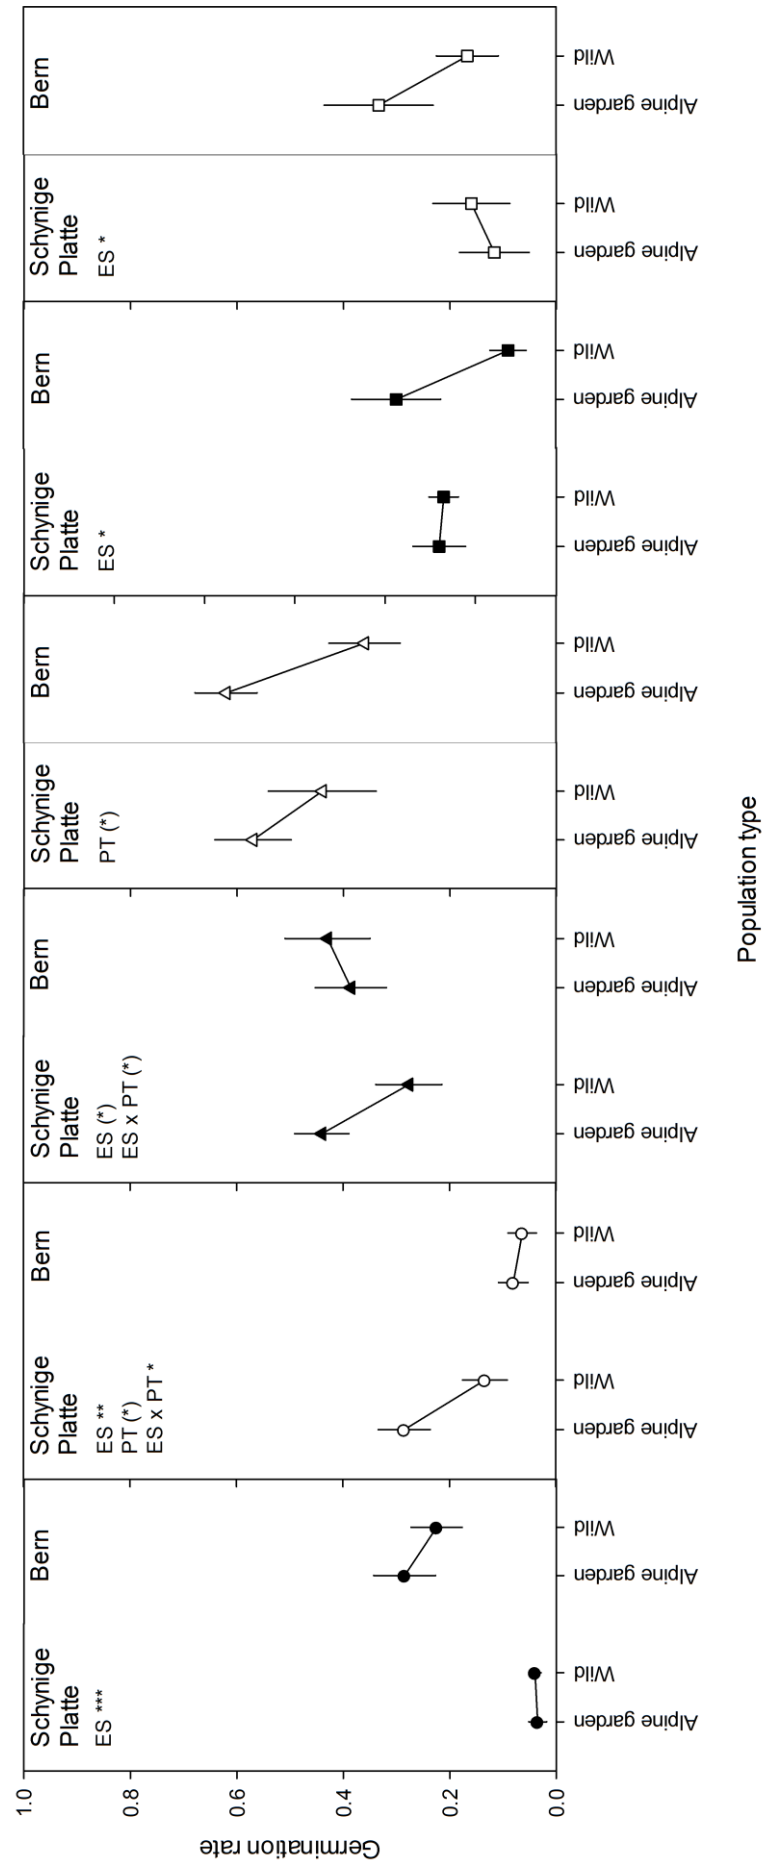 Schynige
Platte
ES ***
Bern
Schynige
Platte
ES **
PT (*)
ES x PT *
Bern
Schynige
Platte
ES (*)
ES x PT (*)
Bern
Schynige
Platte
PT (*)
Bern
Schynige
Platte
ES *
Bern
Schynige
Platte
ES *
Bern
1.0
0.8
0.6
0.4
0.2
0.0
Germination rate
Alpine garden
Wild
Alpine garden
Wild
Alpine garden
Wild
Alpine garden
Wild
Alpine garden
Wild
Alpine garden
Wild
Alpine garden
Wild
Alpine garden
Wild
Alpine garden
Wild
Alpine garden
Wild
Alpine garden
Wild
Alpine garden
Wild
Population type